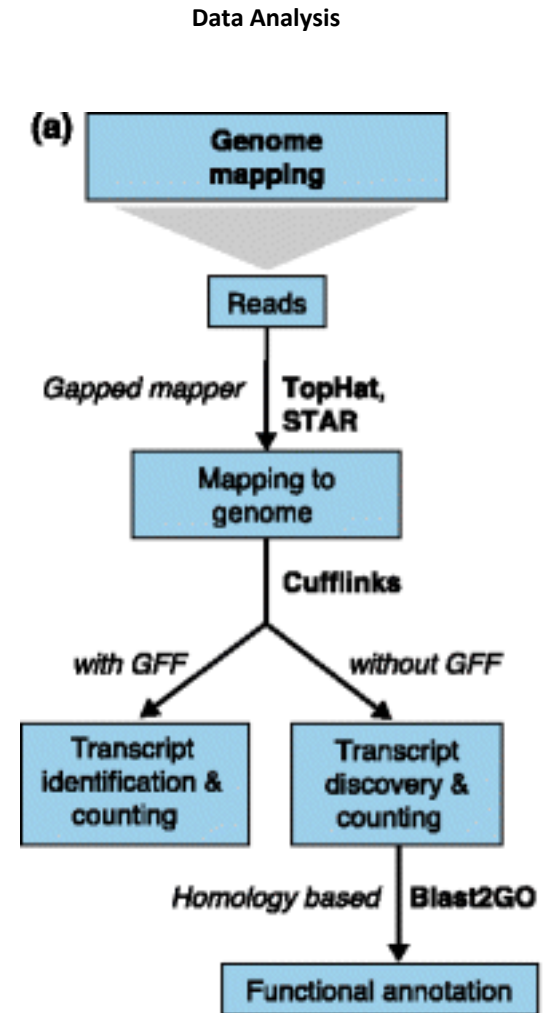 Data Analysis
(a)
Genome
mapping
Reads
Gapped mapper
TopHat,
STAR
Mapping to
genome
Cufflinks
with GFF
without GFF
Transcript
identification &
counting
Transcript
discovery &
counting
Homology based
Blast2GO
Functional annotation